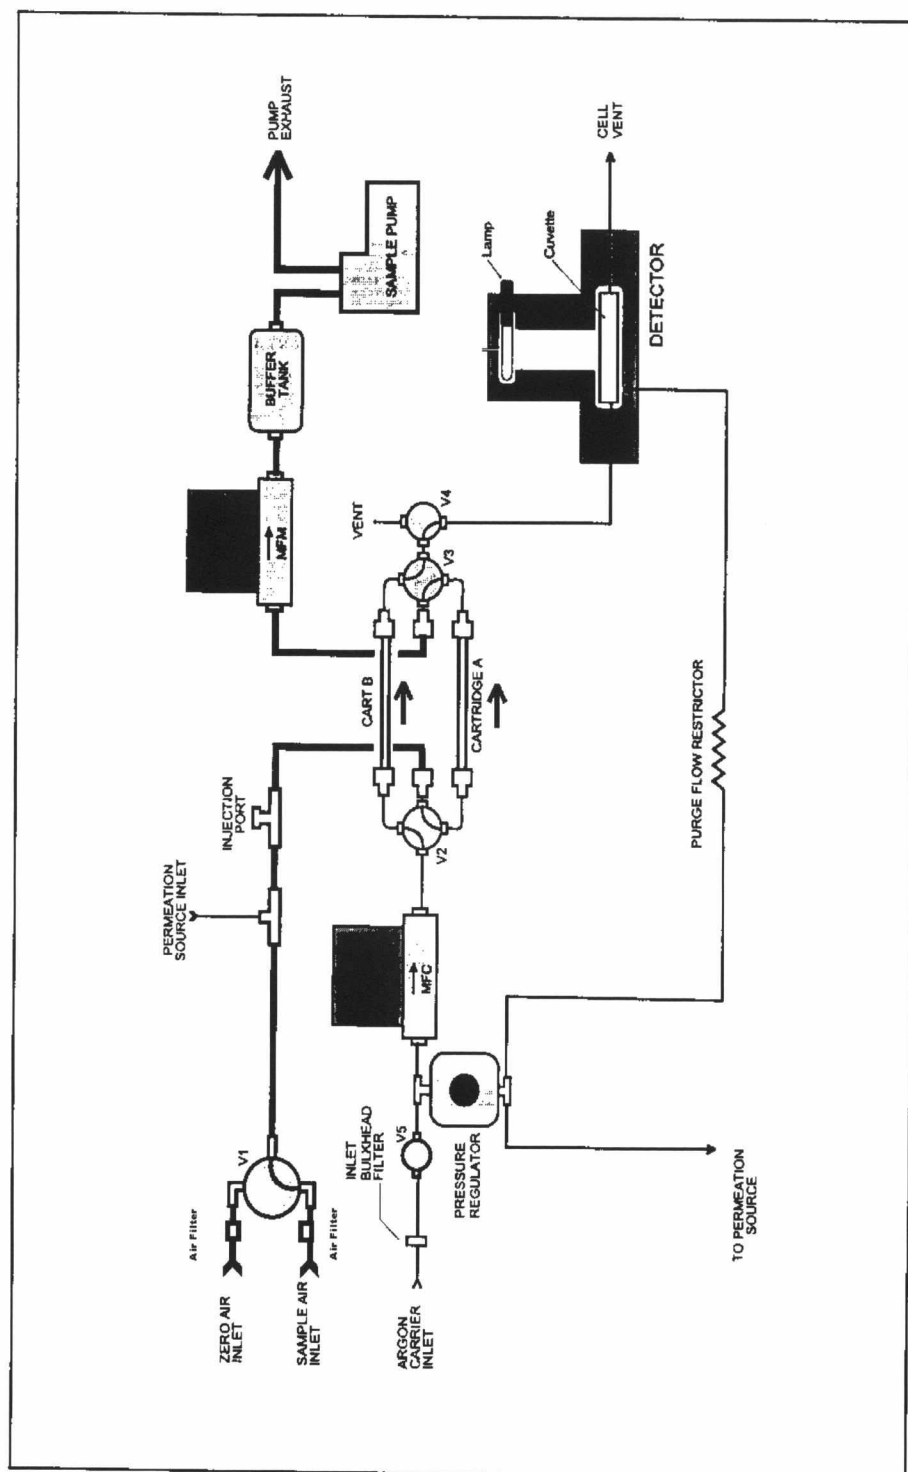 ZERO AIR
INLET
Air Filter
V1
SAMPLE AIR
INLET
Air Filter
PERMEATION
SOURCE INLET
INJECTION
PORT
MFM
BUFFER
TANK
SAMPLE PUMP
PUMP
EXHAUST
ARGON
CARRIER
INLET
INLET
BULKHEAD
FILTER
V5
PRESSURE
REGULATOR
MFC
V2
CART B
CARTRIDGE A
V3
V4
VENT
Lamp
Cuvette
CELL
VENT
DETECTOR
PURGE FLOW RESTRICTOR
TO PERMEATION
SOURCE